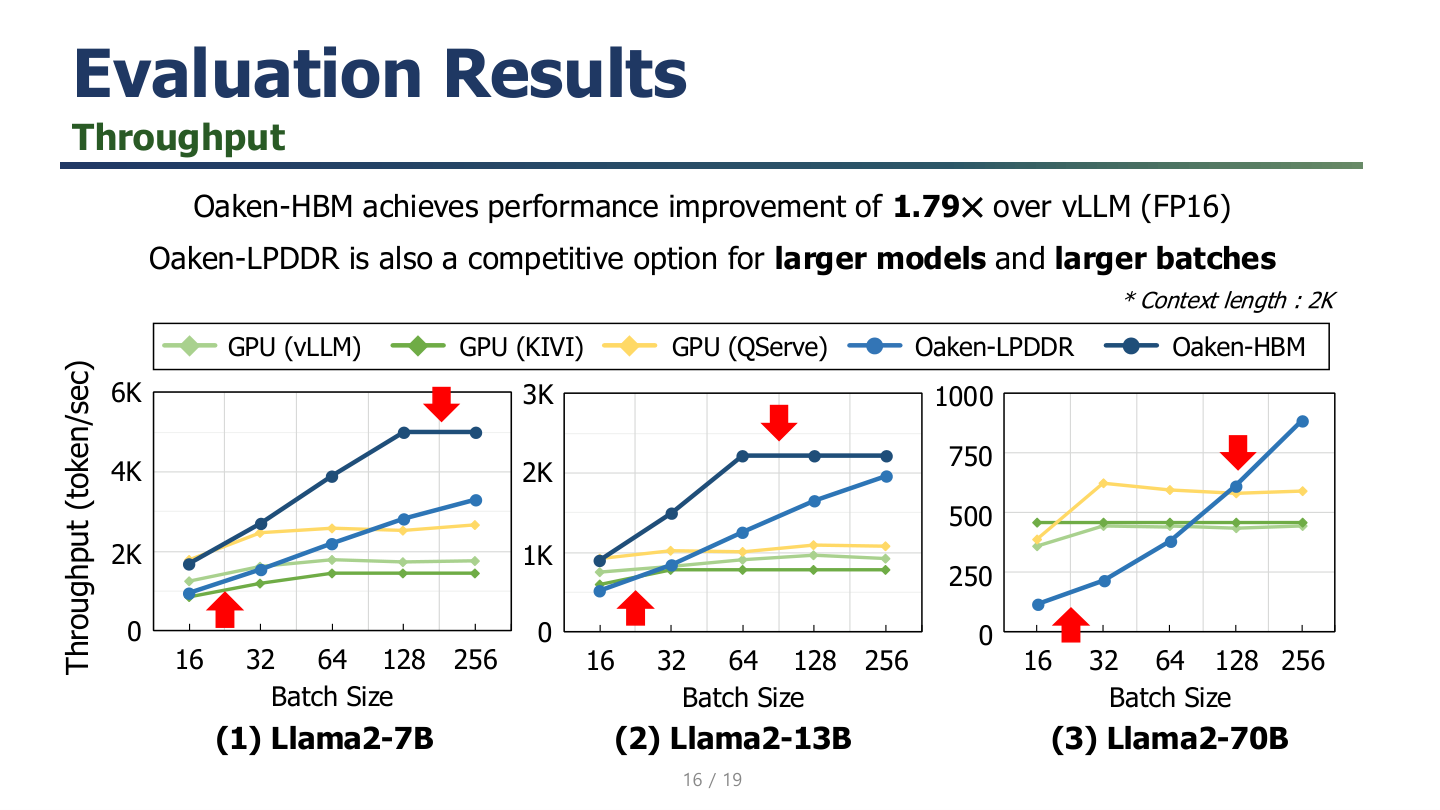 Evaluation Results
Throughput
Oaken-HBM achieves performance improvement of 1.79× over vLLM (FP16)
Oaken-LPDDR is also a competitive option for larger models and larger batches
* Context length : 2K
GPU (vLLM) GPU (KIVI) GPU (QServe) Oaken-LPDDR Oaken-HBM
Throughput (token/sec)
6K
4K
2K
0
16 32 64 128 256
Batch Size
(1) Llama2-7B
3K
2K
1K
0
16 32 64 128 256
Batch Size
(2) Llama2-13B
1000
750
500
250
0
16 32 64 128 256
Batch Size
(3) Llama2-70B
16 / 19